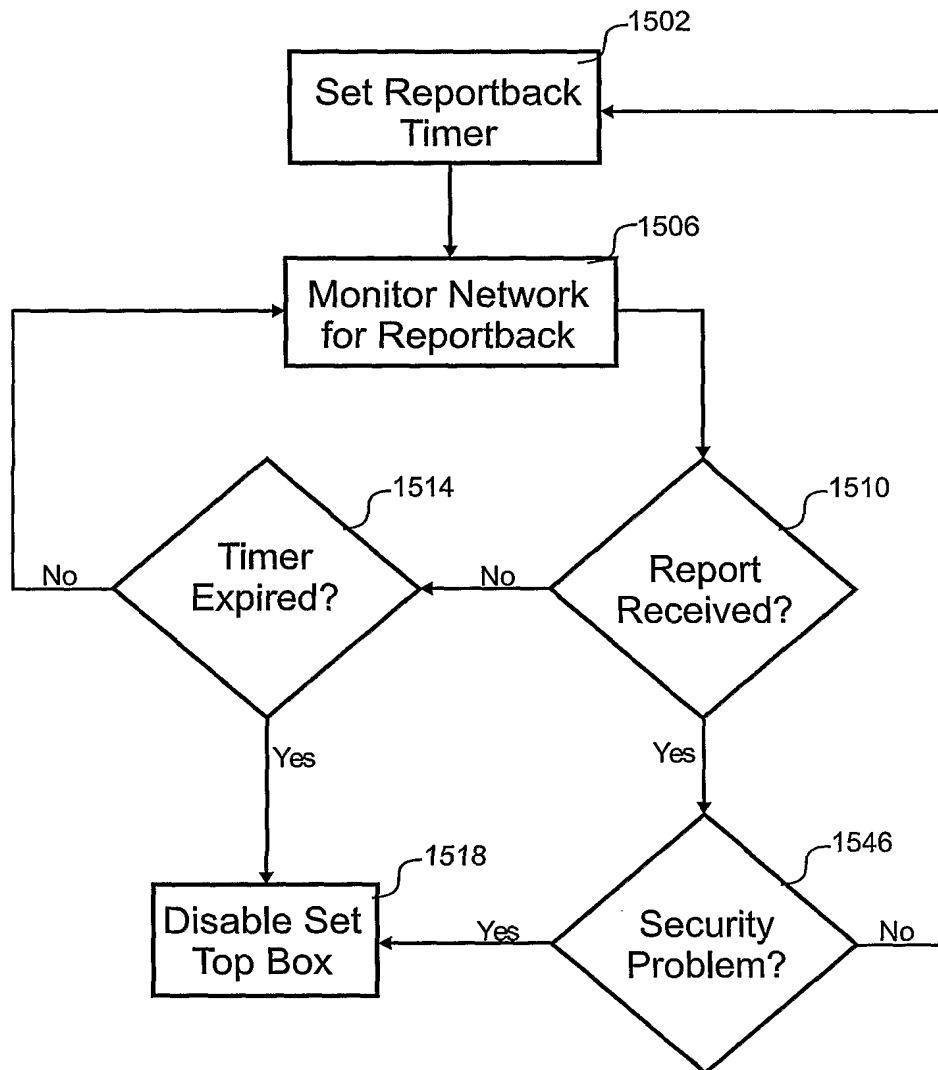 1502
Set Reportback
Timer
1506
Monitor Network
for Reportback
1514
1510
Timer
Expired?
No
No
Report
Received?
Yes
Yes
1518
1546
Disable Set
Top Box
Yes
Security
Problem?
No